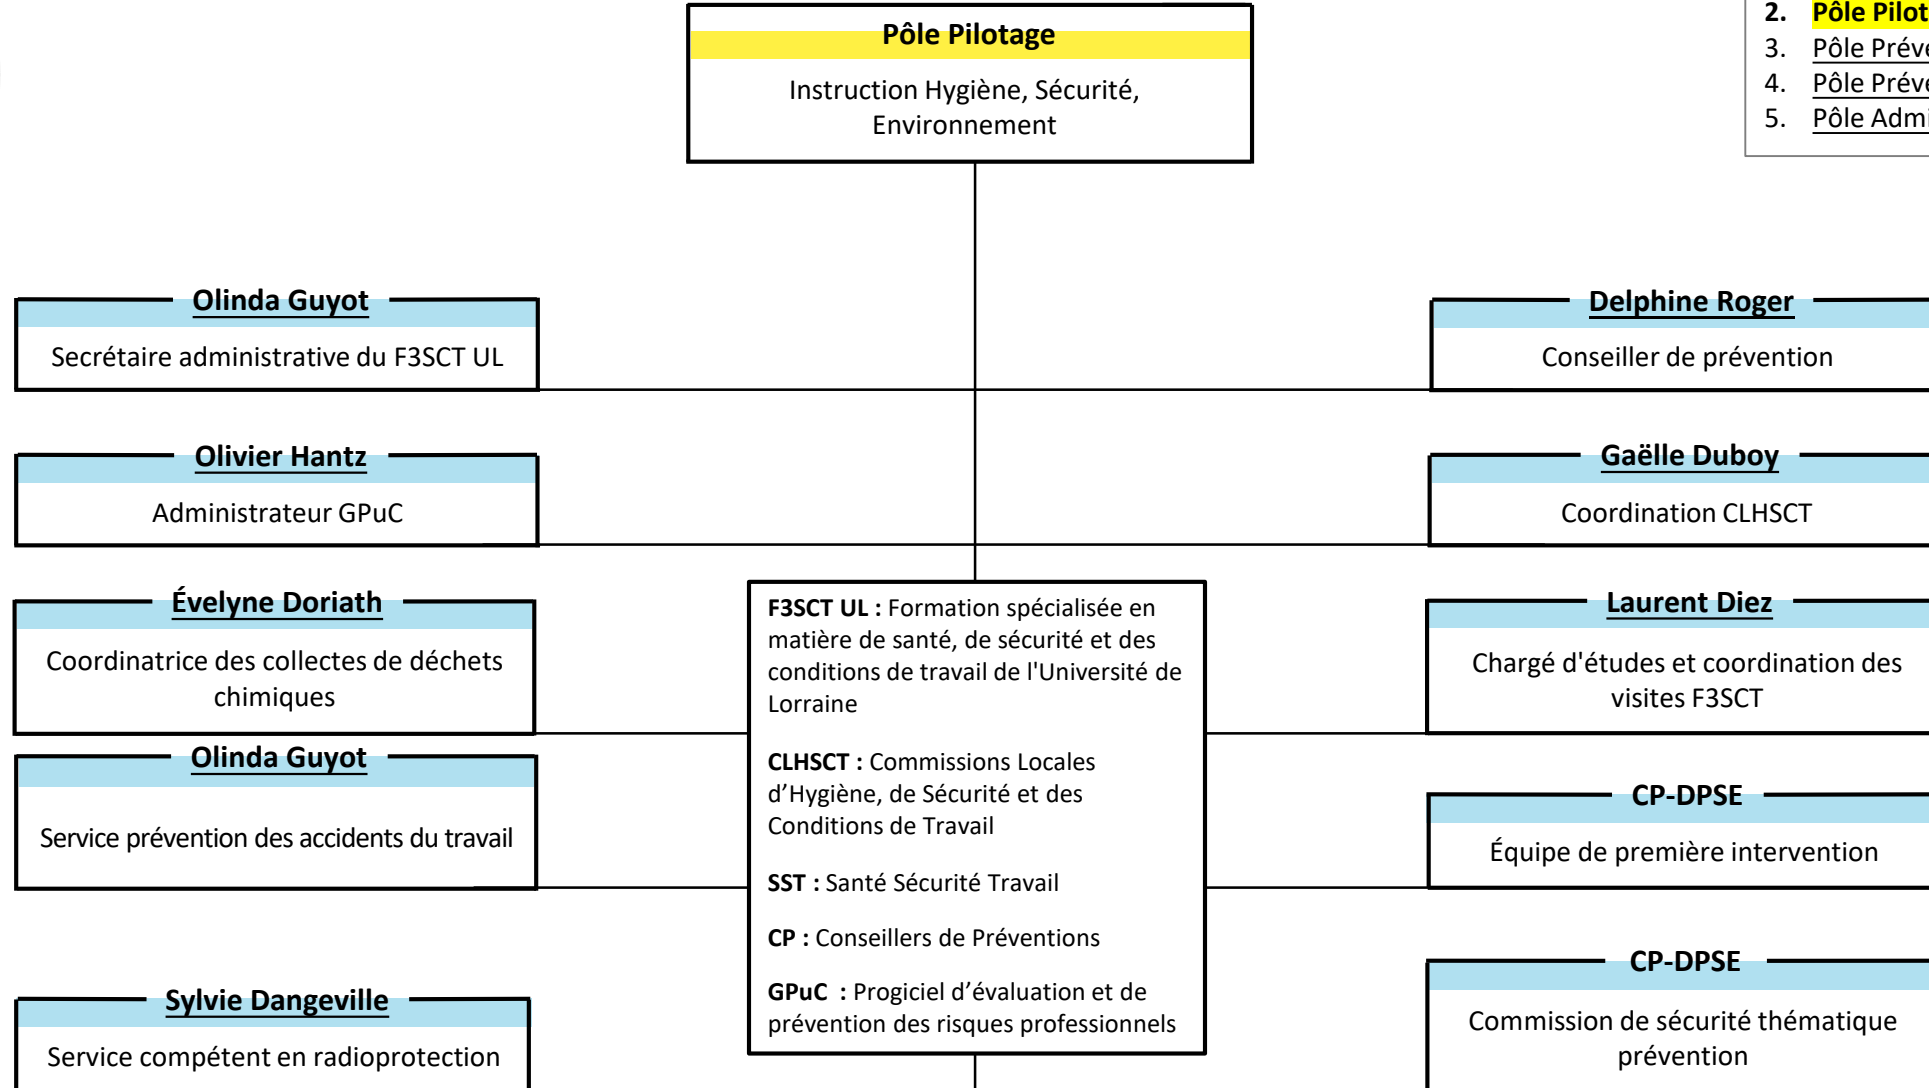 Pôle Pilotage
Instruction Hygiène, Sécurité,
Environnement
2.
3. Pôle
4. Pôle
5. Pôle
Olinda Guyot
Secrétaire administrative du F3SCT UL
Delphine Roger
Conseiller de prévention
Olivier Hantz
Administrateur GPuC
Gaëlle Duboy
Coordination CLHSCT
Évelyne Doriath
Coordinatrice des collectes de déchets
chimiques
Laurent Diez
Chargé d'études et coordination des
visites F3SCT
Olinda Guyot
Service prévention des accidents du travail
CP-DPSE
Équipe de première intervention
Sylvie Dangeville
Service compétent en radioprotection
CP-DPSE
Commission de sécurité thématique
prévention
F3SCT UL : Formation spécialisée en
matière de santé, de sécurité et des
conditions de travail de l'Université de
Lorraine
CLHSCT : Commissions Locales
d’Hygiène, de Sécurité et des
Conditions de Travail
SST : Santé Sécurité Travail
CP : Conseillers de Préventions
GPuC : Progiciel d’évaluation et de
prévention des risques professionnels